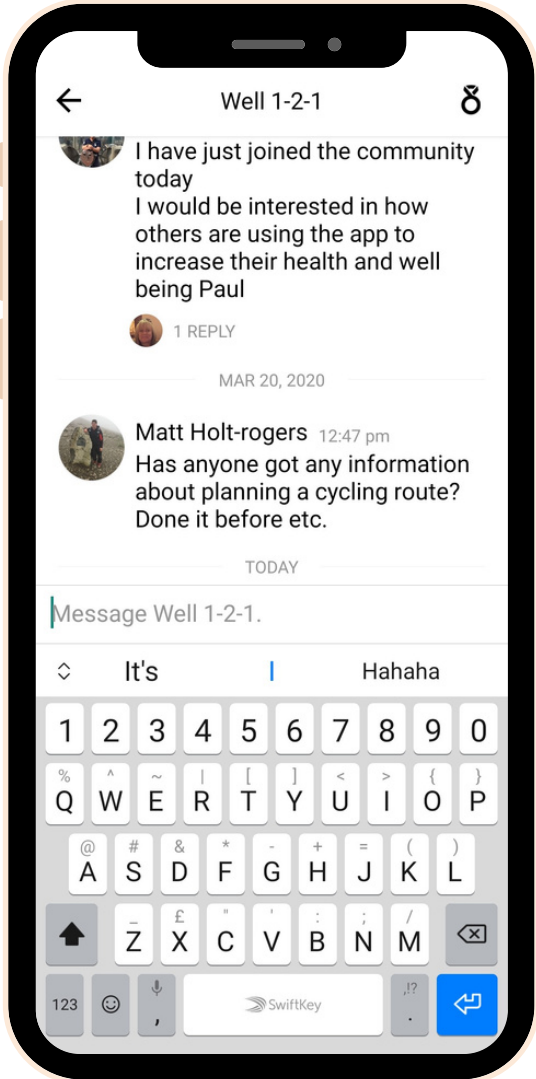 Well 1-2-1
I have just joined the community
today
I would be interested in how
others are using the app to
increase their health and well
being Paul
1 REPLY
MAR 20, 2020
Matt Holt-rogers 12:47 pm
Has anyone got any information
about planning a cycling route?
Done it before etc.
TODAY
Message Well 1-2-1.
It's I Hahaha
1 2 3 4 5 6 7 8 9 0
% ^ ~ | [ ] < > { }
Q W E R T Y U I O P
@ # & * - + = ( )
A S D F G H J K L
_ £ " ' : ; /
Z X C V B N M
123 , SwiftKey ,!? .